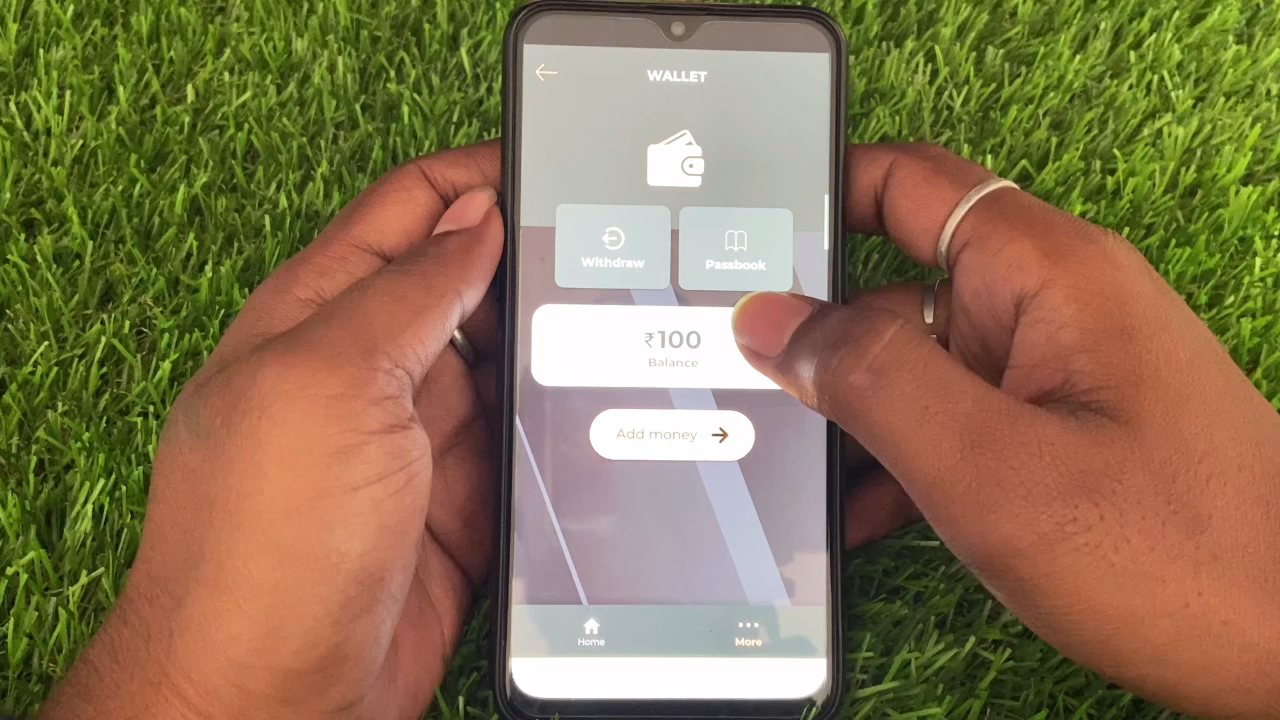 WALLET
Withdraw
Passbook
₹100
Balance
Add money
Home
More